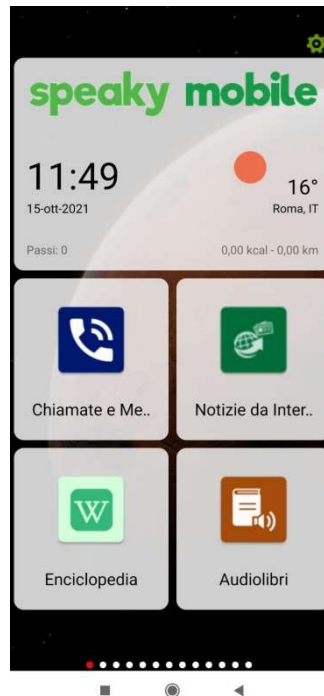 speaky mobile
11:49
16°
15-ott-2021
Roma, IT
Passi: 0
0,00 kcal - 0,00 km
Chiamate e Me..
Notizie da Inter..
W
Enciclopedia
Audiolibri